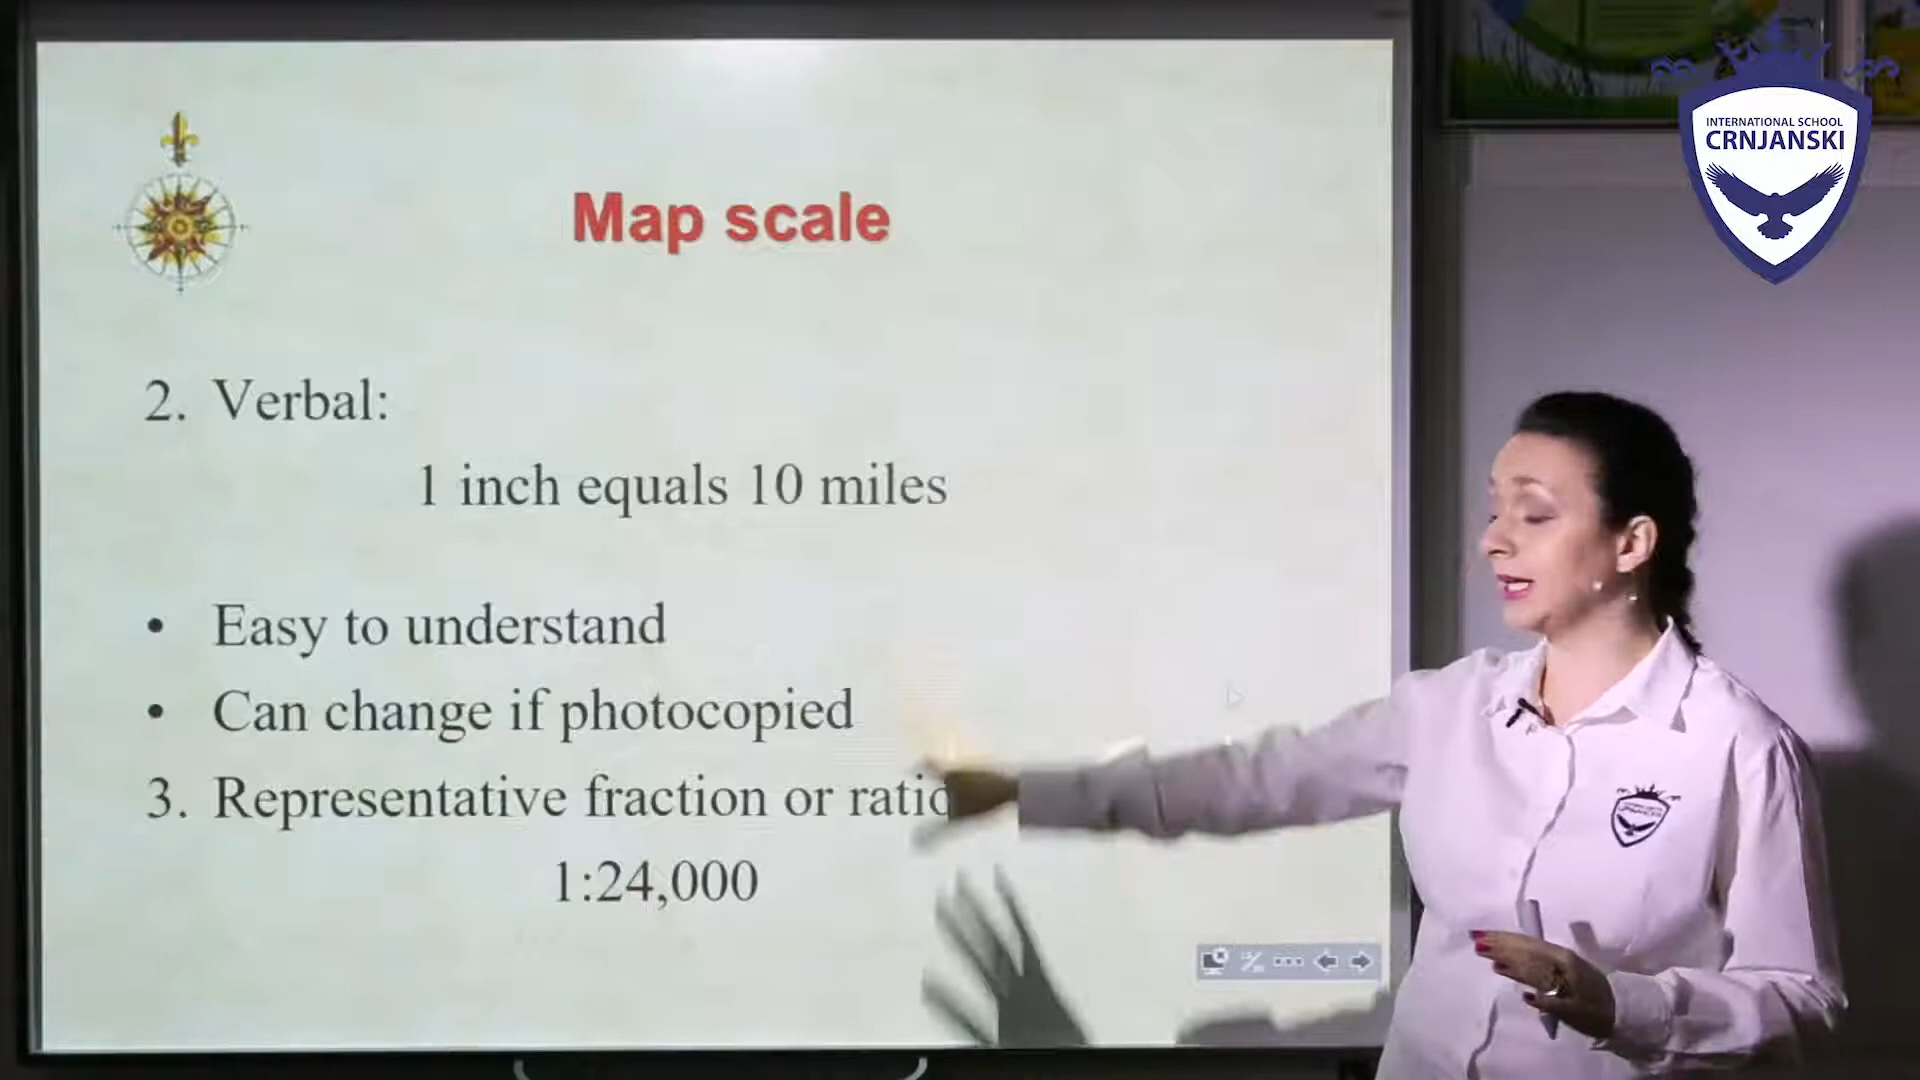 Map scale
2. Verbal:
1 inch equals 10 miles
• Easy to understand
• Can change if photocopied
3. Representative fraction or ratio
1:24,000
INTERNATIONAL SCHOOL
CRNJANSKI